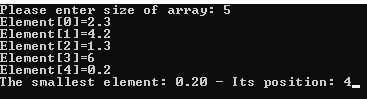 Please enter size of array: 5
Element[0]=2.3
Element[1]=4.2
Element[2]=1.3
Element[3]=6
Element[4]=0.2
The smallest element: 0.20 - Its position: 4_